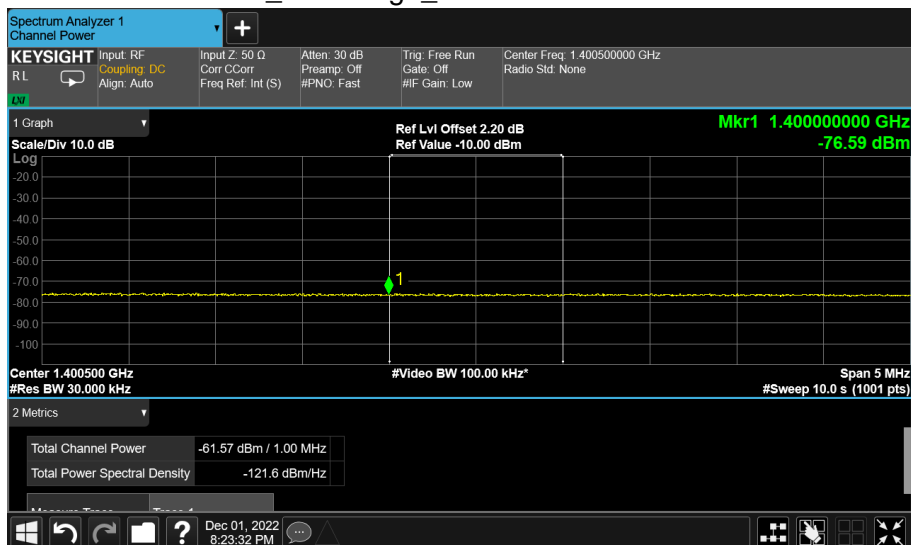 Spectrum Analyzer 1
Channel Power
+
KEYSIGHT
RL
LXI
Input: RF
Coupling: DC
Align: Auto
Input Z: 50 Ω
Corr CCorr
Freq Ref: Int (S)
Atten: 30 dB
Preamp: Off
#PNO: Fast
Trig: Free Run
Gate: Off
#IF Gain: Low
Center Freq: 1.400500000 GHz
Radio Std: None
1 Graph
Scale/Div 10.0 dB
Ref Lvl Offset 2.20 dB
Ref Value -10.00 dBm
Mkr1 1.400000000 GHz
-76.59 dBm
Log
-20.0
-30.0
-40.0
-50.0
-60.0
-70.0
-80.0
-90.0
-100
1
Center 1.400500 GHz
#Res BW 30.000 kHz
#Video BW 100.00 kHz*
Span 5 MHz
#Sweep 10.0 s (1001 pts)
2 Metrics
Total Channel Power -61.57 dBm / 1.00 MHz
Total Power Spectral Density -121.6 dBm/Hz
?
Dec 01, 2022
8:23:32 PM